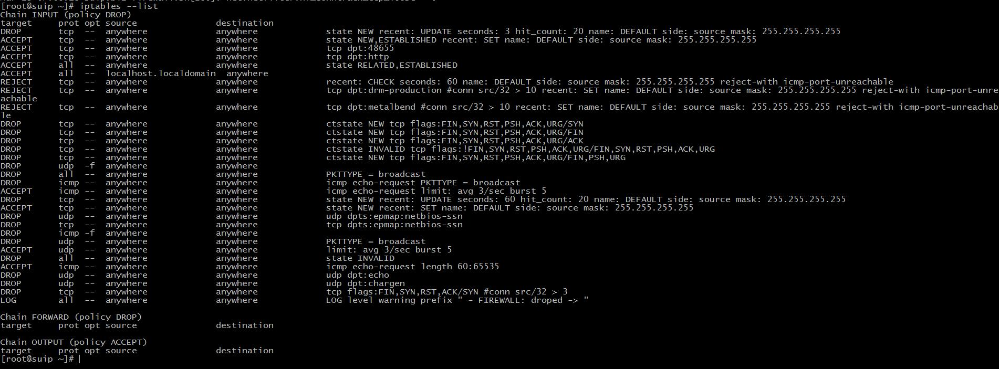 [root@suip ~]# iptables --list
Chain INPUT (policy DROP)
target prot opt source destination
DROP tcp -- anywhere anywhere state NEW recent: UPDATE seconds: 3 hit_count: 20 name: DEFAULT side: source mask: 255.255.255.255
ACCEPT tcp -- anywhere anywhere state NEW,ESTABLISHED recent: SET name: DEFAULT side: source mask: 255.255.255.255
ACCEPT tcp -- anywhere anywhere tcp dpt:48655
ACCEPT tcp -- anywhere anywhere tcp dpt:http
ACCEPT all -- anywhere anywhere state RELATED,ESTABLISHED
ACCEPT all -- localhost.localdomain anywhere
REJECT tcp -- anywhere anywhere recent: CHECK seconds: 60 name: DEFAULT side: source mask: 255.255.255.255 reject-with icmp-port-unreachable
REJECT tcp -- anywhere anywhere tcp dpt:drm-production #conn src/32 > 10 recent: SET name: DEFAULT side: source mask: 255.255.255.255 reject-with icmp-port-unre
achable
REJECT tcp -- anywhere anywhere tcp dpt:metalbend #conn src/32 > 10 recent: SET name: DEFAULT side: source mask: 255.255.255.255 reject-with icmp-port-unreachab
le
DROP tcp -- anywhere anywhere ctstate NEW tcp flags:FIN,SYN,RST,PSH,ACK,URG/SYN
DROP tcp -- anywhere anywhere ctstate NEW tcp flags:FIN,SYN,RST,PSH,ACK,URG/FIN
DROP tcp -- anywhere anywhere ctstate NEW tcp flags:FIN,SYN,RST,PSH,ACK,URG/ACK
DROP tcp -- anywhere anywhere ctstate INVALID tcp flags:!FIN,SYN,RST,PSH,ACK,URG/FIN,SYN,RST,PSH,ACK,URG
DROP tcp -- anywhere anywhere ctstate NEW tcp flags:FIN,SYN,RST,PSH,ACK,URG/FIN,PSH,URG
DROP udp -f anywhere anywhere
DROP all -- anywhere anywhere PKTTYPE = broadcast
DROP icmp -- anywhere anywhere icmp echo-request PKTTYPE = broadcast
ACCEPT icmp -- anywhere anywhere icmp echo-request limit: avg 3/sec burst 5
DROP tcp -- anywhere anywhere state NEW recent: UPDATE seconds: 60 hit_count: 20 name: DEFAULT side: source mask: 255.255.255.255
ACCEPT tcp -- anywhere anywhere state NEW recent: SET name: DEFAULT side: source mask: 255.255.255.255
DROP udp -- anywhere anywhere udp dpts:epmap:netbios-ssn
DROP tcp -- anywhere anywhere tcp dpts:epmap:netbios-ssn
DROP icmp -f anywhere anywhere
DROP udp -- anywhere anywhere PKTTYPE = broadcast
ACCEPT udp -- anywhere anywhere limit: avg 3/sec burst 5
DROP all -- anywhere anywhere state INVALID
ACCEPT icmp -- anywhere anywhere icmp echo-request length 60:65535
DROP udp -- anywhere anywhere udp dpt:echo
DROP udp -- anywhere anywhere udp dpt:chargen
DROP tcp -- anywhere anywhere tcp flags:FIN,SYN,RST,ACK/SYN #conn src/32 > 3
LOG all -- anywhere anywhere LOG level warning prefix " - FIREWALL: droped -> "
Chain FORWARD (policy DROP)
target prot opt source destination
Chain OUTPUT (policy ACCEPT)
target prot opt source destination
[root@suip ~]#